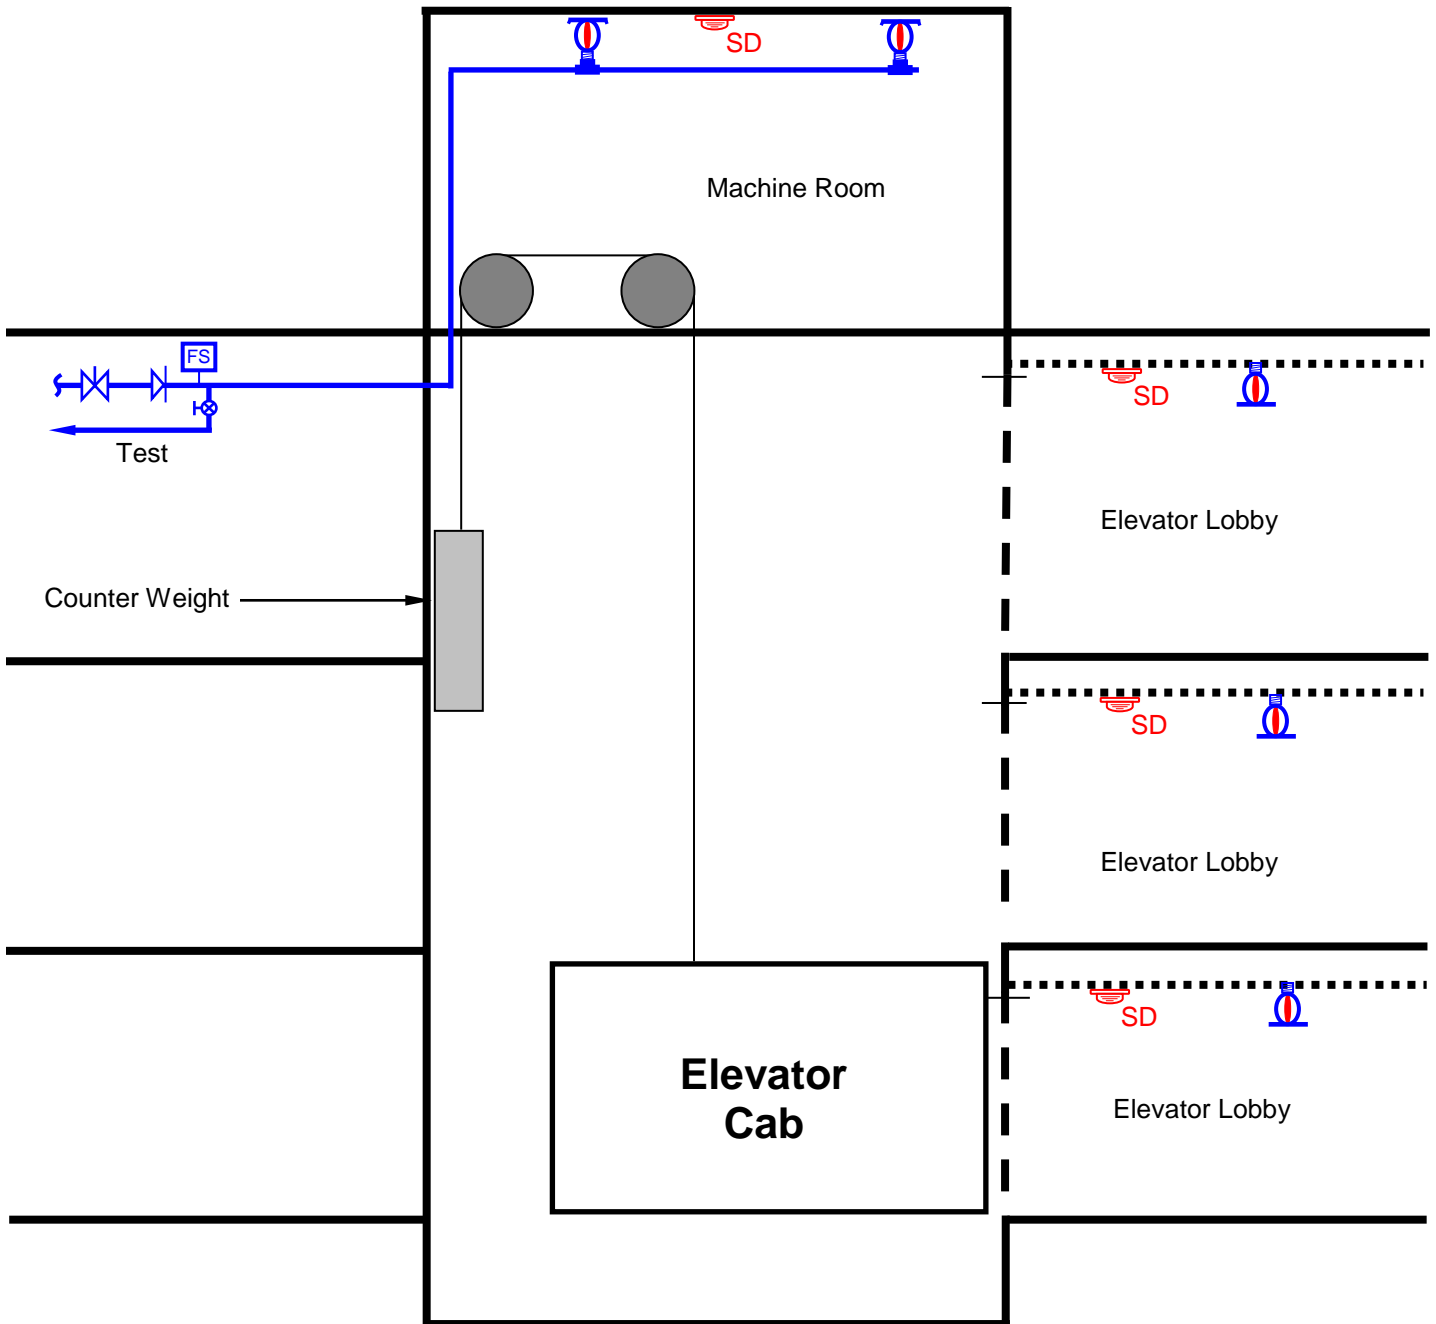 SD
Machine Room
FS
SD
Test
Elevator Lobby
Counter Weight
SD
Elevator Lobby
SD
Elevator
Cab
Elevator Lobby